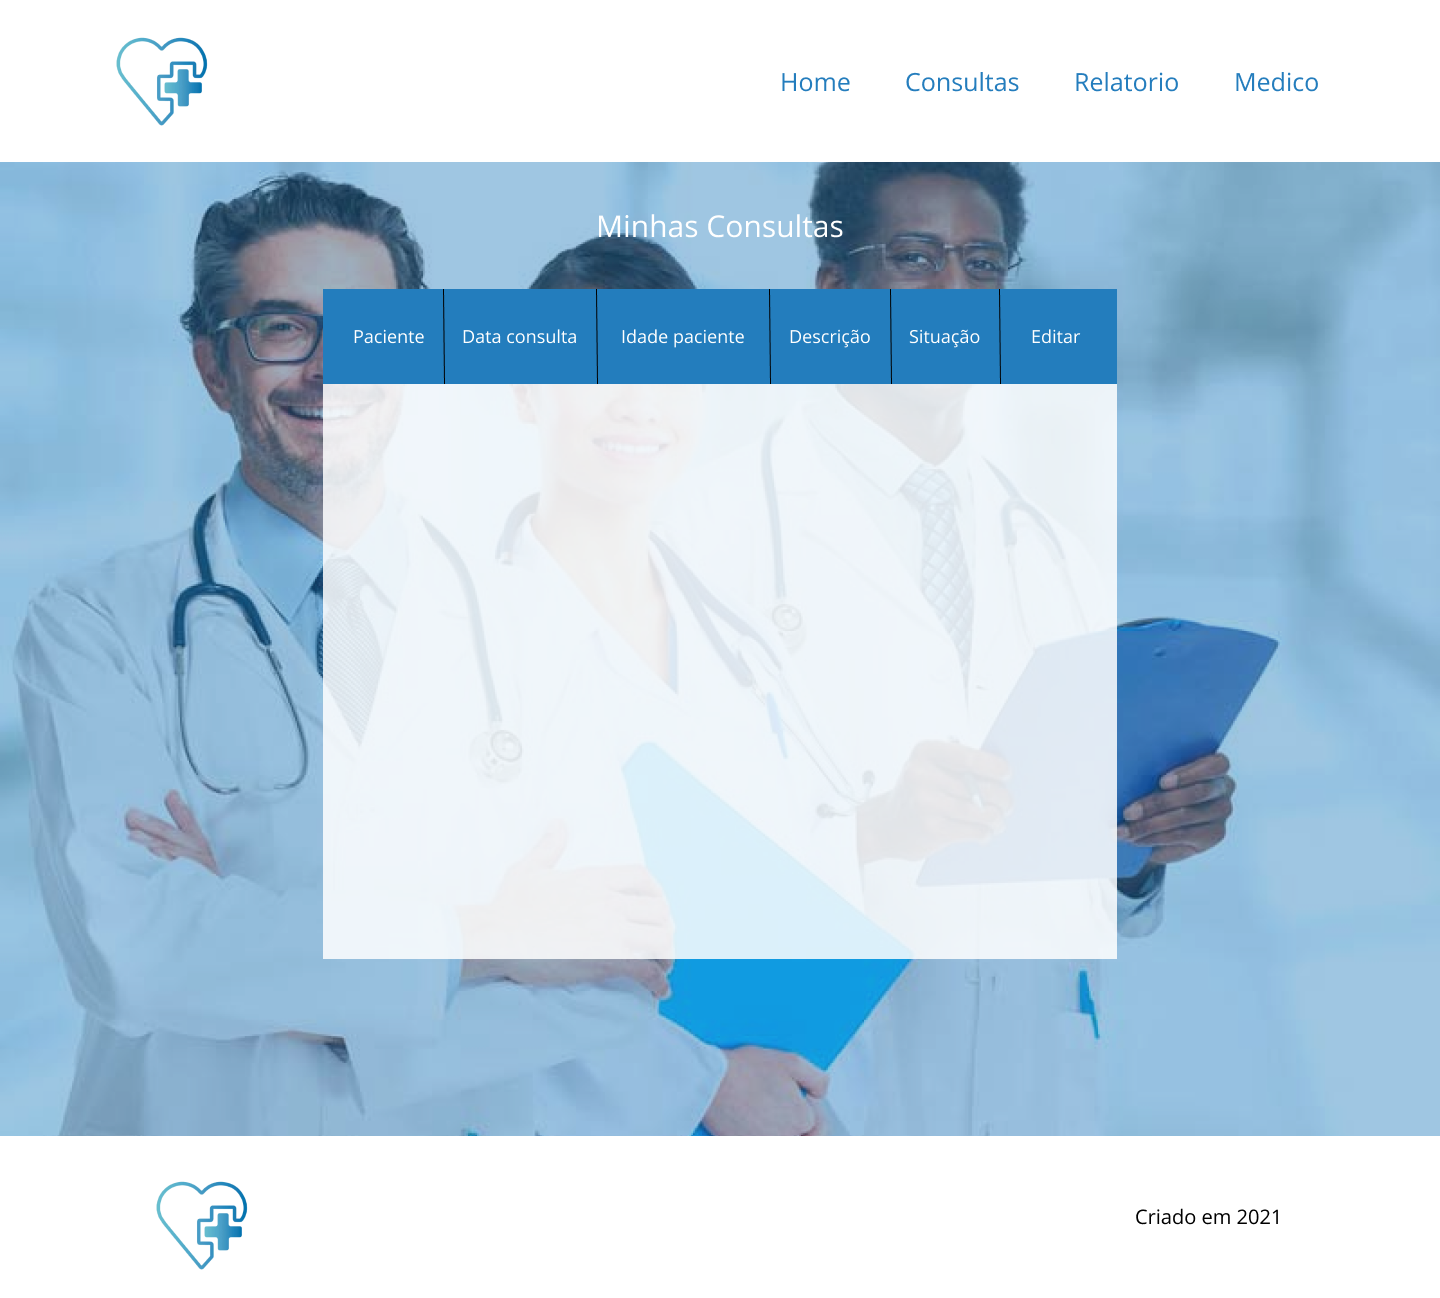 Home Consultas Relatorio Medico
Minhas Consultas
Paciente Data consulta Idade paciente Descrição Situação Editar
Criado em 2021